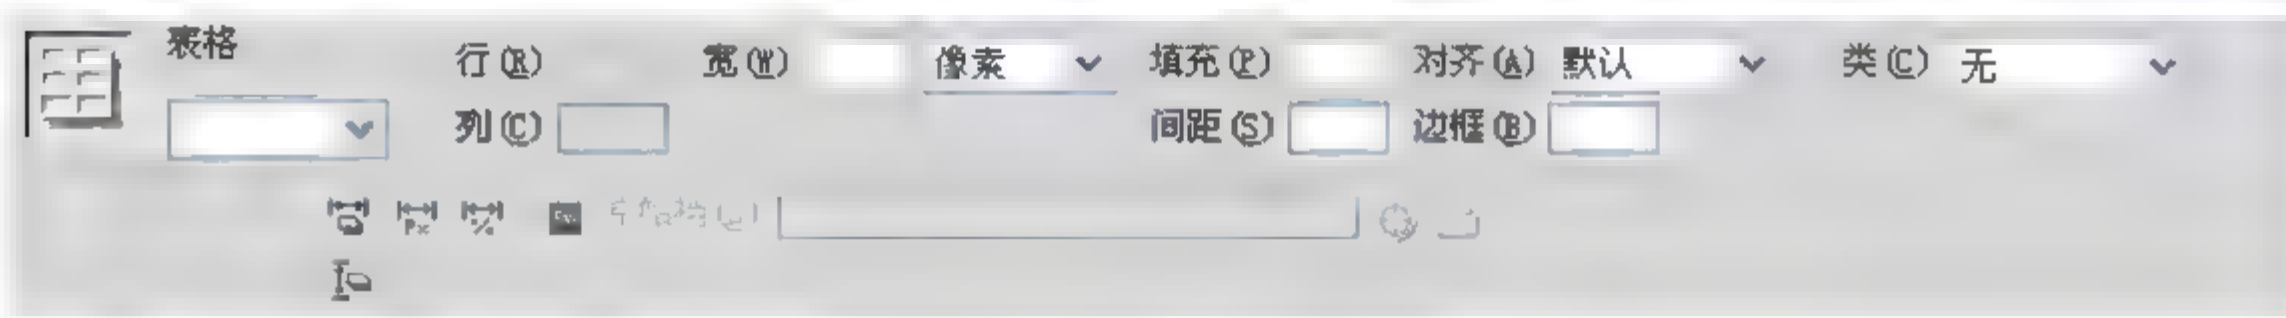 表格 行(R) 宽(W) 像素 填充(P) 对齐(A) 默认 类(C) 无
列(C) 间距(S) 边框(B)
Px %